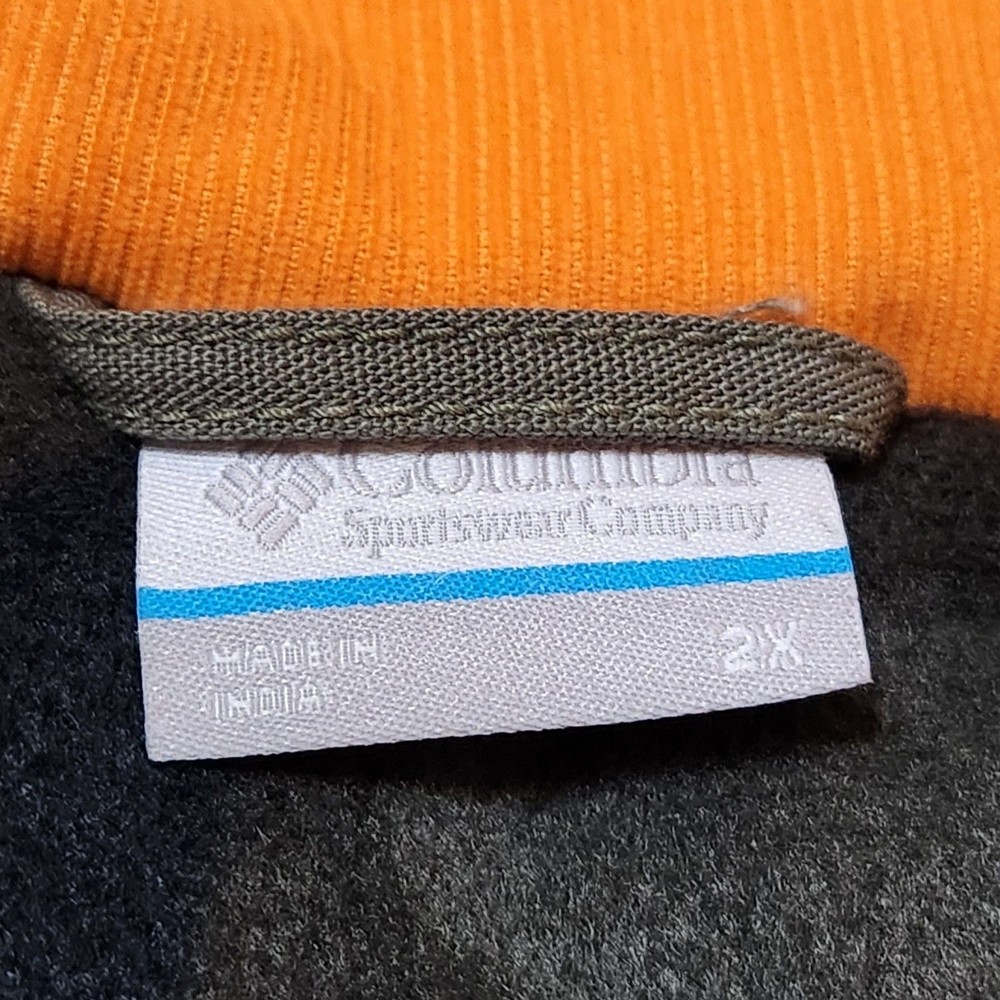 Columbia
Sportswear Company
MADE IN
INDIA
2X